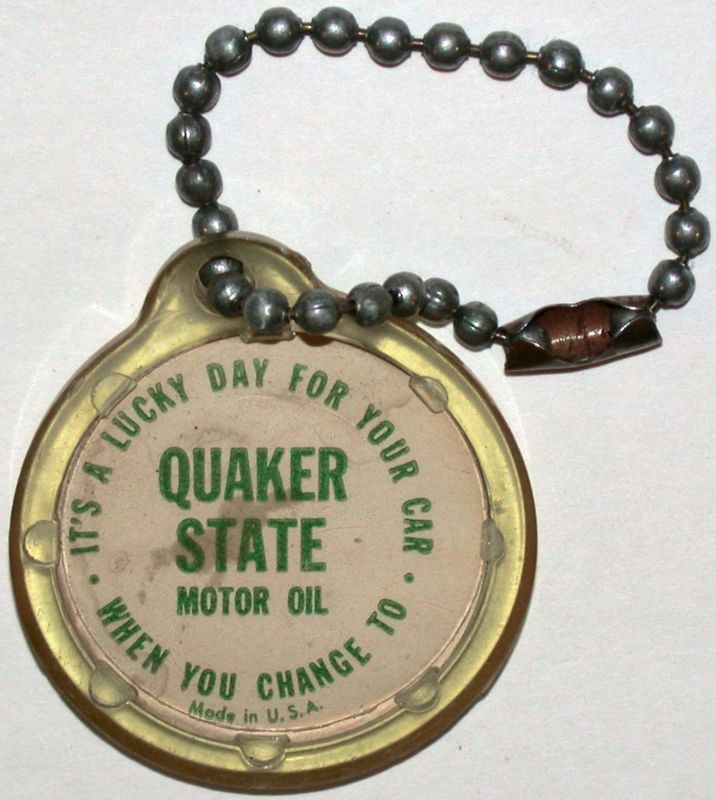 • IT'S A LUCKY DAY FOR YOUR CAR •
WHEN YOU CHANGE TO
QUAKER
STATE
MOTOR OIL
Made in U.S.A.